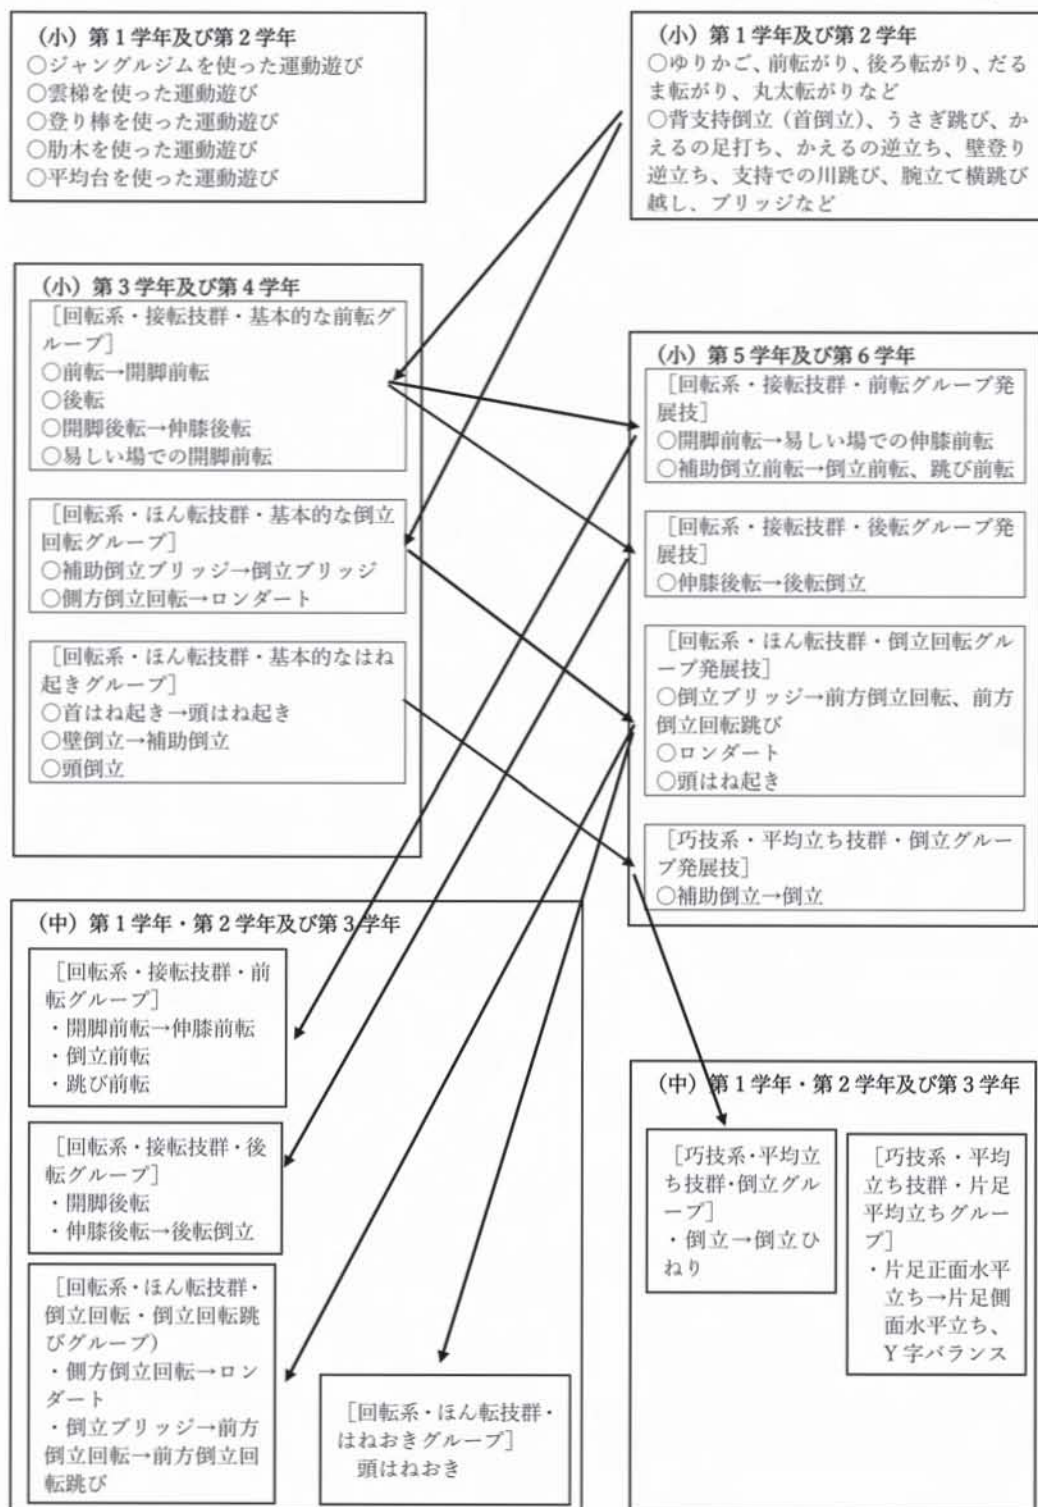 (小) 第1学年及び第2学年
○ジャングルジムを使った運動遊び
○雲梯を使った運動遊び
○登り棒を使った運動遊び
○肋木を使った運動遊び
○平均台を使った運動遊び
(小) 第1学年及び第2学年
○ゆりかご、前転がり、後ろ転がり、だる
ま転がり、丸太転がりなど
○背支持倒立（首倒立）、うさぎ跳び、か
えるの足打ち、かえるの逆立ち、壁登り
逆立ち、支持での川跳び、腕立て横跳び
越し、ブリッジなど
(小) 第3学年及び第4学年
［回転系・接転技群・基本的な前転グ
ループ］
○前転→開脚前転
○後転
○開脚後転→伸膝後転
○易しい場での開脚前転
［回転系・ほん転技群・基本的な倒立
回転グループ］
○補助倒立ブリッジ→倒立ブリッジ
○側方倒立回転→ロンダート
［回転系・ほん転技群・基本的なはね
起きグループ］
○首はね起き→頭はね起き
○壁倒立→補助倒立
○頭倒立
(小) 第5学年及び第6学年
［回転系・接転技群・前転グループ発
展技］
○開脚前転→易しい場での伸膝前転
○補助倒立前転→倒立前転、跳び前転
［回転系・接転技群・後転グループ発
展技］
○伸膝後転→後転倒立
［回転系・ほん転技群・倒立回転グル
ープ発展技］
○倒立ブリッジ→前方倒立回転、前方
倒立回転跳び
○ロンダート
○頭はね起き
［巧技系・平均立ち技群・倒立グルー
プ発展技］
○補助倒立→倒立
(中) 第1学年・第2学年及び第3学年
［回転系・接転技群・前
転グループ］
・開脚前転→伸膝前転
・倒立前転
・跳び前転
［回転系・接転技群・後
転グループ］
・開脚後転
・伸膝後転→後転倒立
［回転系・ほん転技群・
倒立回転・倒立回転跳
びグループ）
・側方倒立回転→ロン
ダート
・倒立ブリッジ→前方
倒立回転→前方倒立回
転跳び
［回転系・ほん転技群・
はねおきグループ］
頭はねおき
(中) 第1学年・第2学年及び第3学年
［巧技系・平均立
ち技群・倒立グル
ープ］
・倒立→倒立ひ
ねり
［巧技系・平均
立ち技群・片足
平均立ちグルー
プ］
・片足正面水平
立ち→片足側
面水平立ち、
Y字バランス